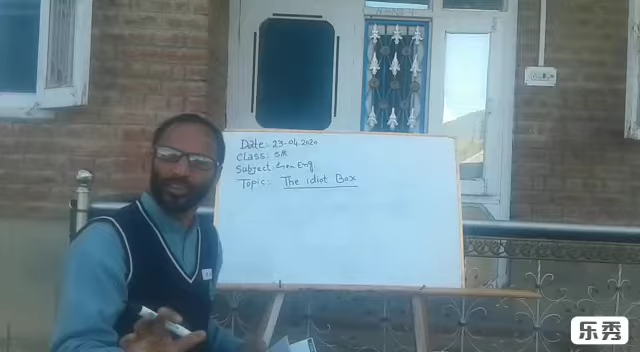 Date:- 23-04.2020
Class:- 5th
Subject:- Gen Eng
Topic:- The idiot Box
乐秀